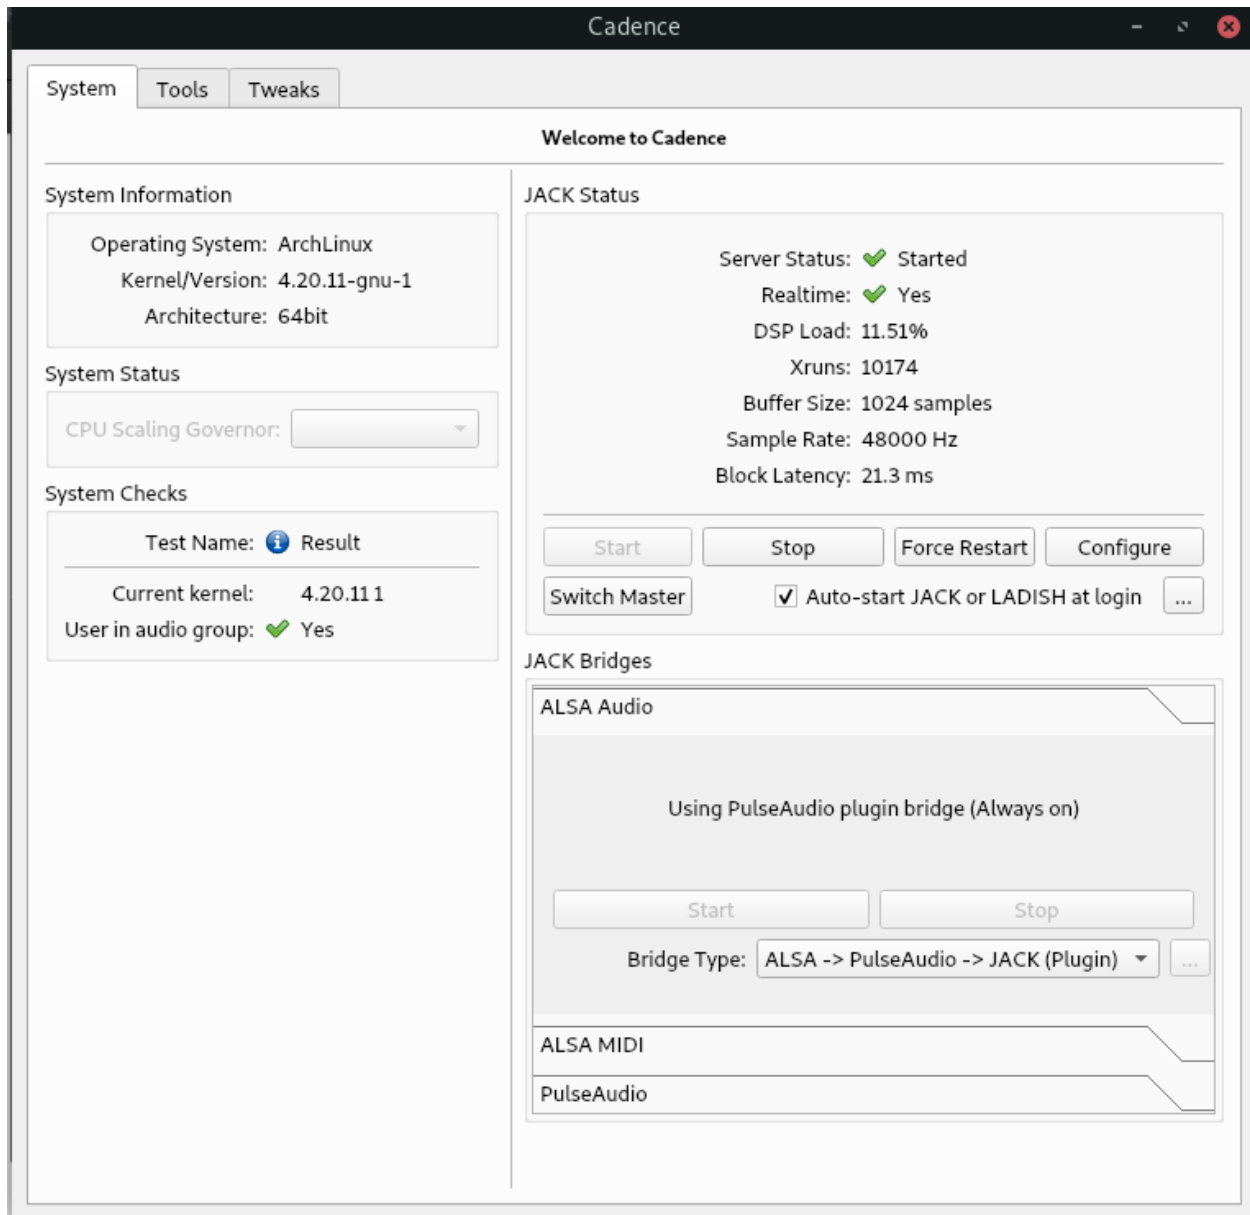 Cadence
System
Tools
Tweaks
Welcome to Cadence
System Information
Operating System: ArchLinux
Kernel/Version: 4.20.11-gnu-1
Architecture: 64bit
System Status
CPU Scaling Governor:
System Checks
Test Name: Result
Current kernel: 4.20.11 1
User in audio group: Yes
JACK Status
Server Status: Started
Realtime: Yes
DSP Load: 11.51%
Xruns: 10174
Buffer Size: 1024 samples
Sample Rate: 48000 Hz
Block Latency: 21.3 ms
Start
Stop
Force Restart
Configure
Switch Master
Auto-start JACK or LADISH at login
...
JACK Bridges
ALSA Audio
Using PulseAudio plugin bridge (Always on)
Start
Stop
Bridge Type: ALSA -> PulseAudio -> JACK (Plugin)
...
ALSA MIDI
PulseAudio